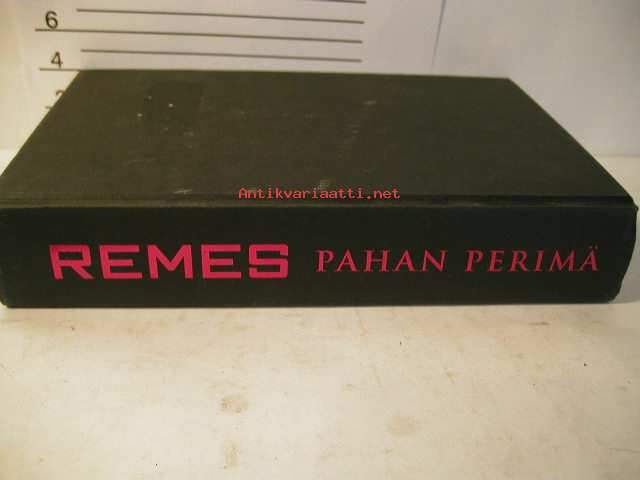 6
4
Antikvariaatti.net
REMES PAHAN PERIMÄ